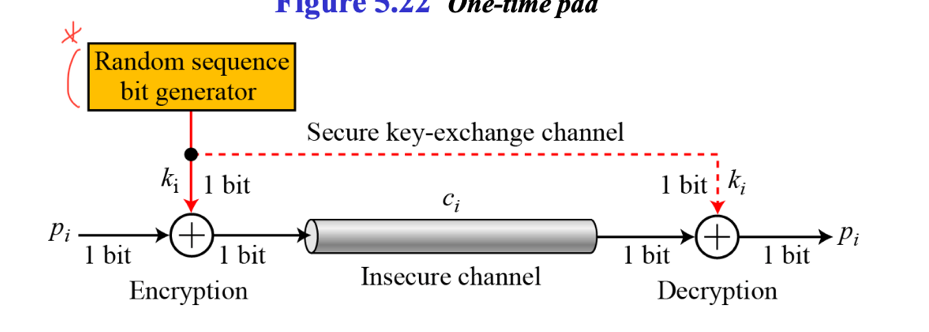 Figure 5.22 One-time pad
*
Random sequence
bit generator
Secure key-exchange channel
ki 1 bit
1 bit ki
ci
pi
1 bit
1 bit
1 bit
1 bit
pi
Encryption
Insecure channel
Decryption